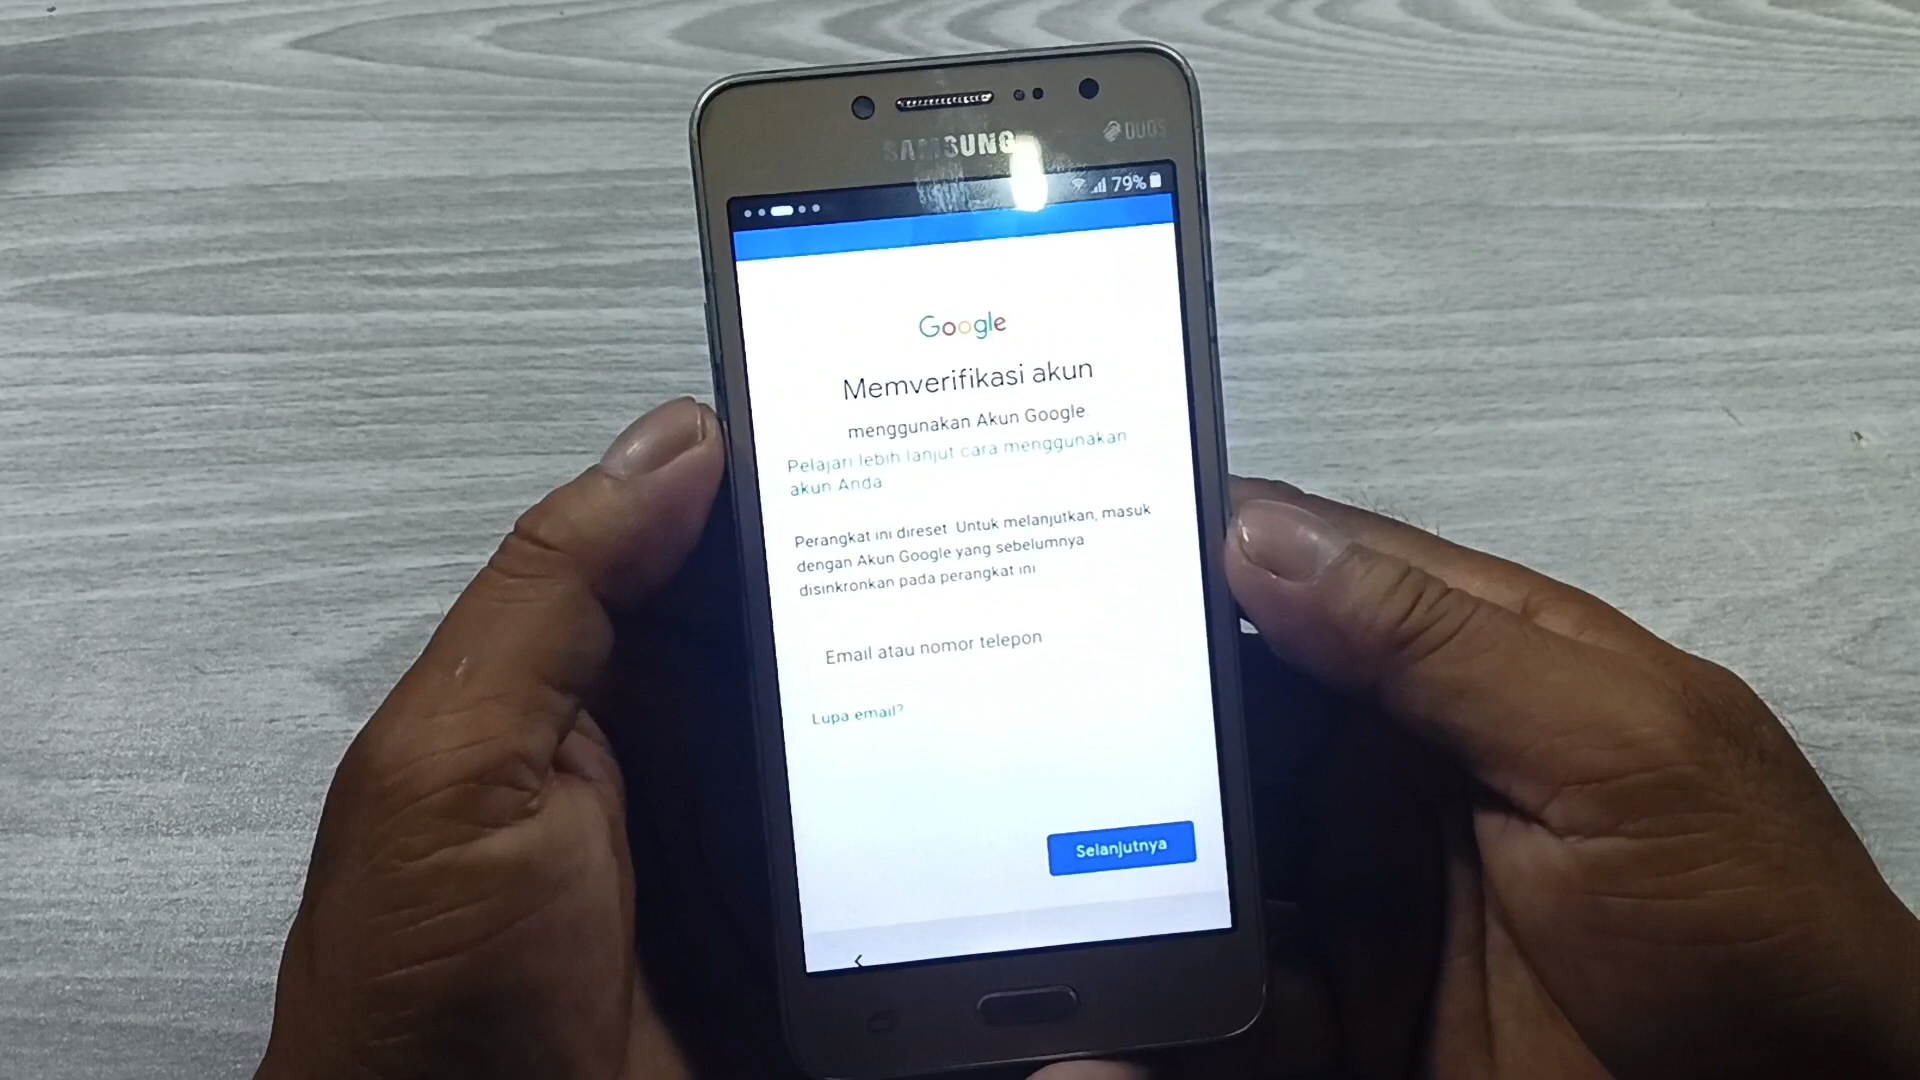 SAMSUNG
DUOS
79%
Google
Memverifikasi akun
menggunakan Akun Google
Pelajari lebih lanjut cara menggunakan
akun Anda
Perangkat ini direset. Untuk melanjutkan, masuk
dengan Akun Google yang sebelumnya
disinkronkan pada perangkat ini
Email atau nomor telepon
Lupa email?
Selanjutnya